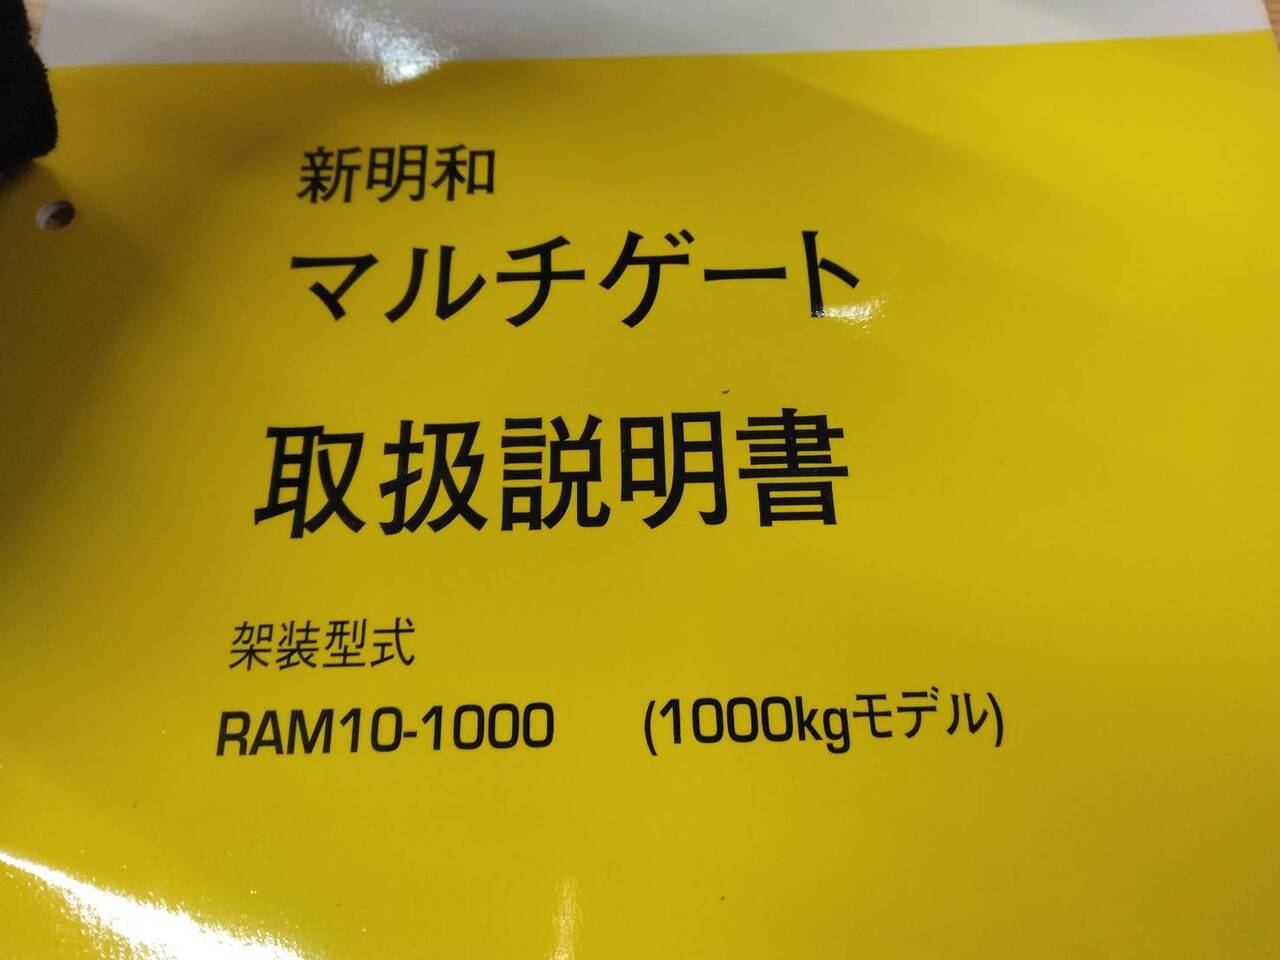 新明和
マルチゲート
取扱説明書
架装型式
RAM10-1000 (1000kgモデル)